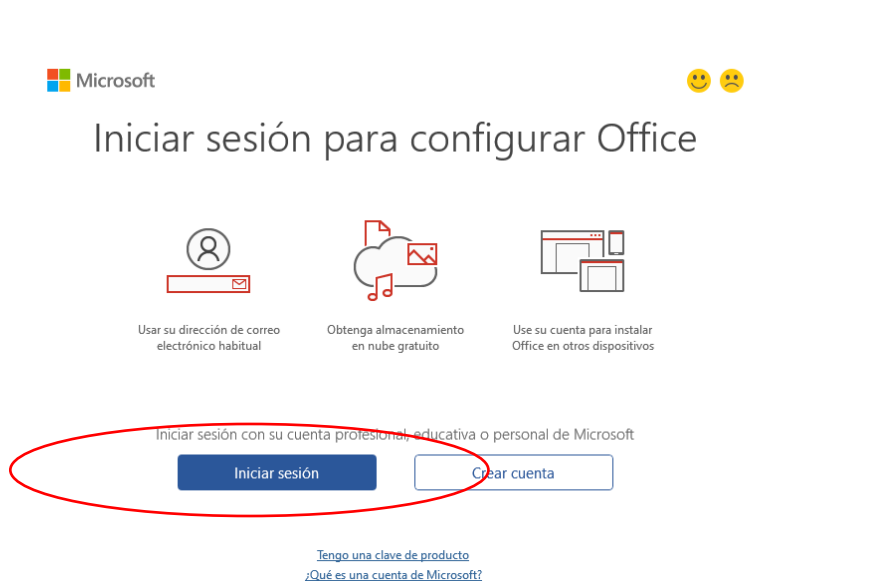 Microsoft
Iniciar sesión para configurar Office
Usar su dirección de correo
electrónico habitual
Obtenga almacenamiento
en nube gratuito
Use su cuenta para instalar
Office en otros dispositivos
Iniciar sesión con su cuenta profesional, educativa o personal de Microsoft
Iniciar sesión
Crear cuenta
Tengo una clave de producto
¿Qué es una cuenta de Microsoft?